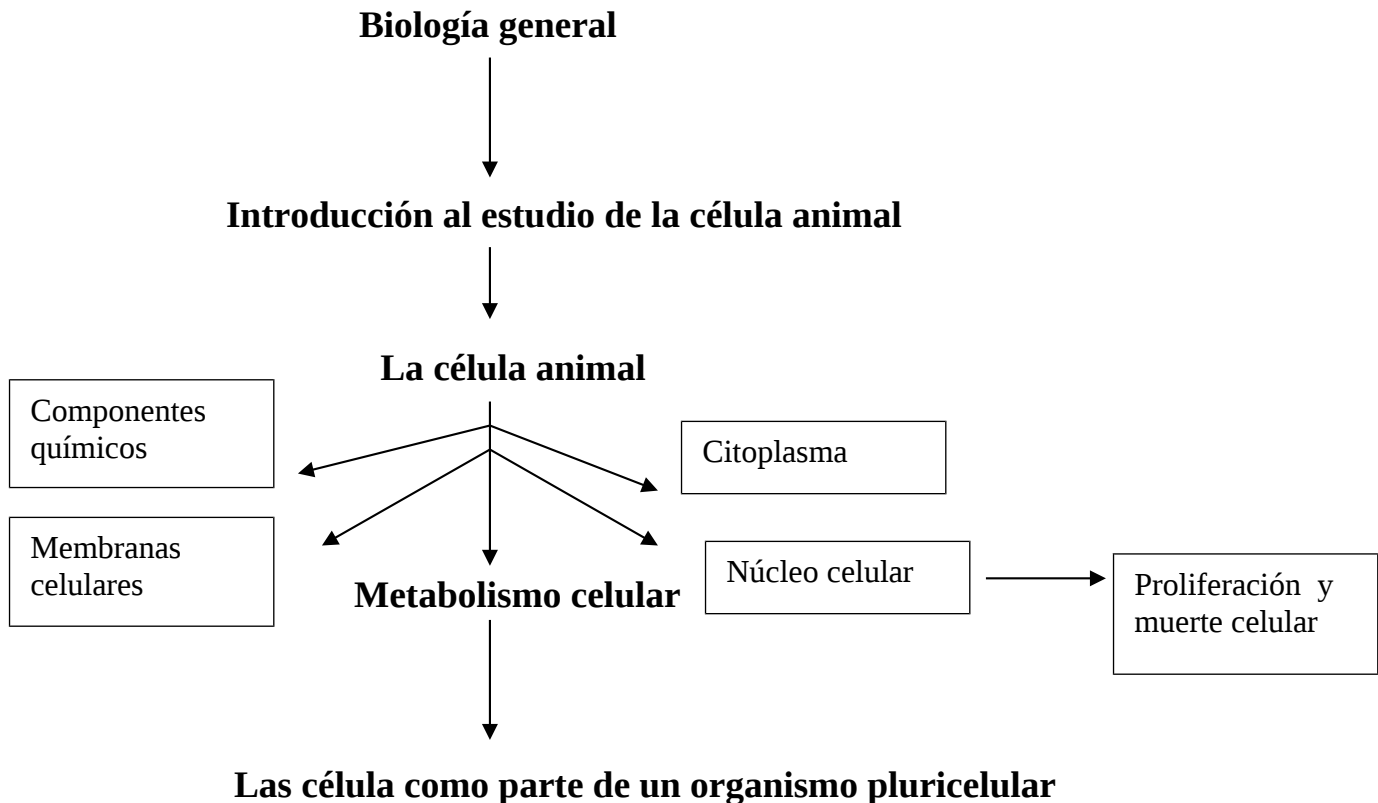 Biología general
Introducción al estudio de la célula animal
La célula animal
Componentes
químicos
Citoplasma
Membranas
celulares
Núcleo celular
Metabolismo celular
Proliferación  y
muerte celular
Las célula como parte de un organismo pluricelular